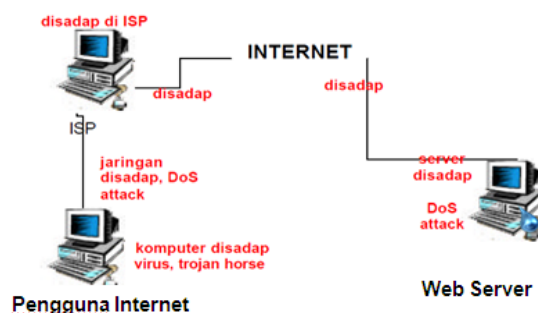 disadap di ISP
INTERNET
disadap
disadap
ISP
jaringan
disadap, DoS
attack
server
disadap
DoS
attack
komputer disadap
virus, trojan horse
Web Server
Pengguna Internet